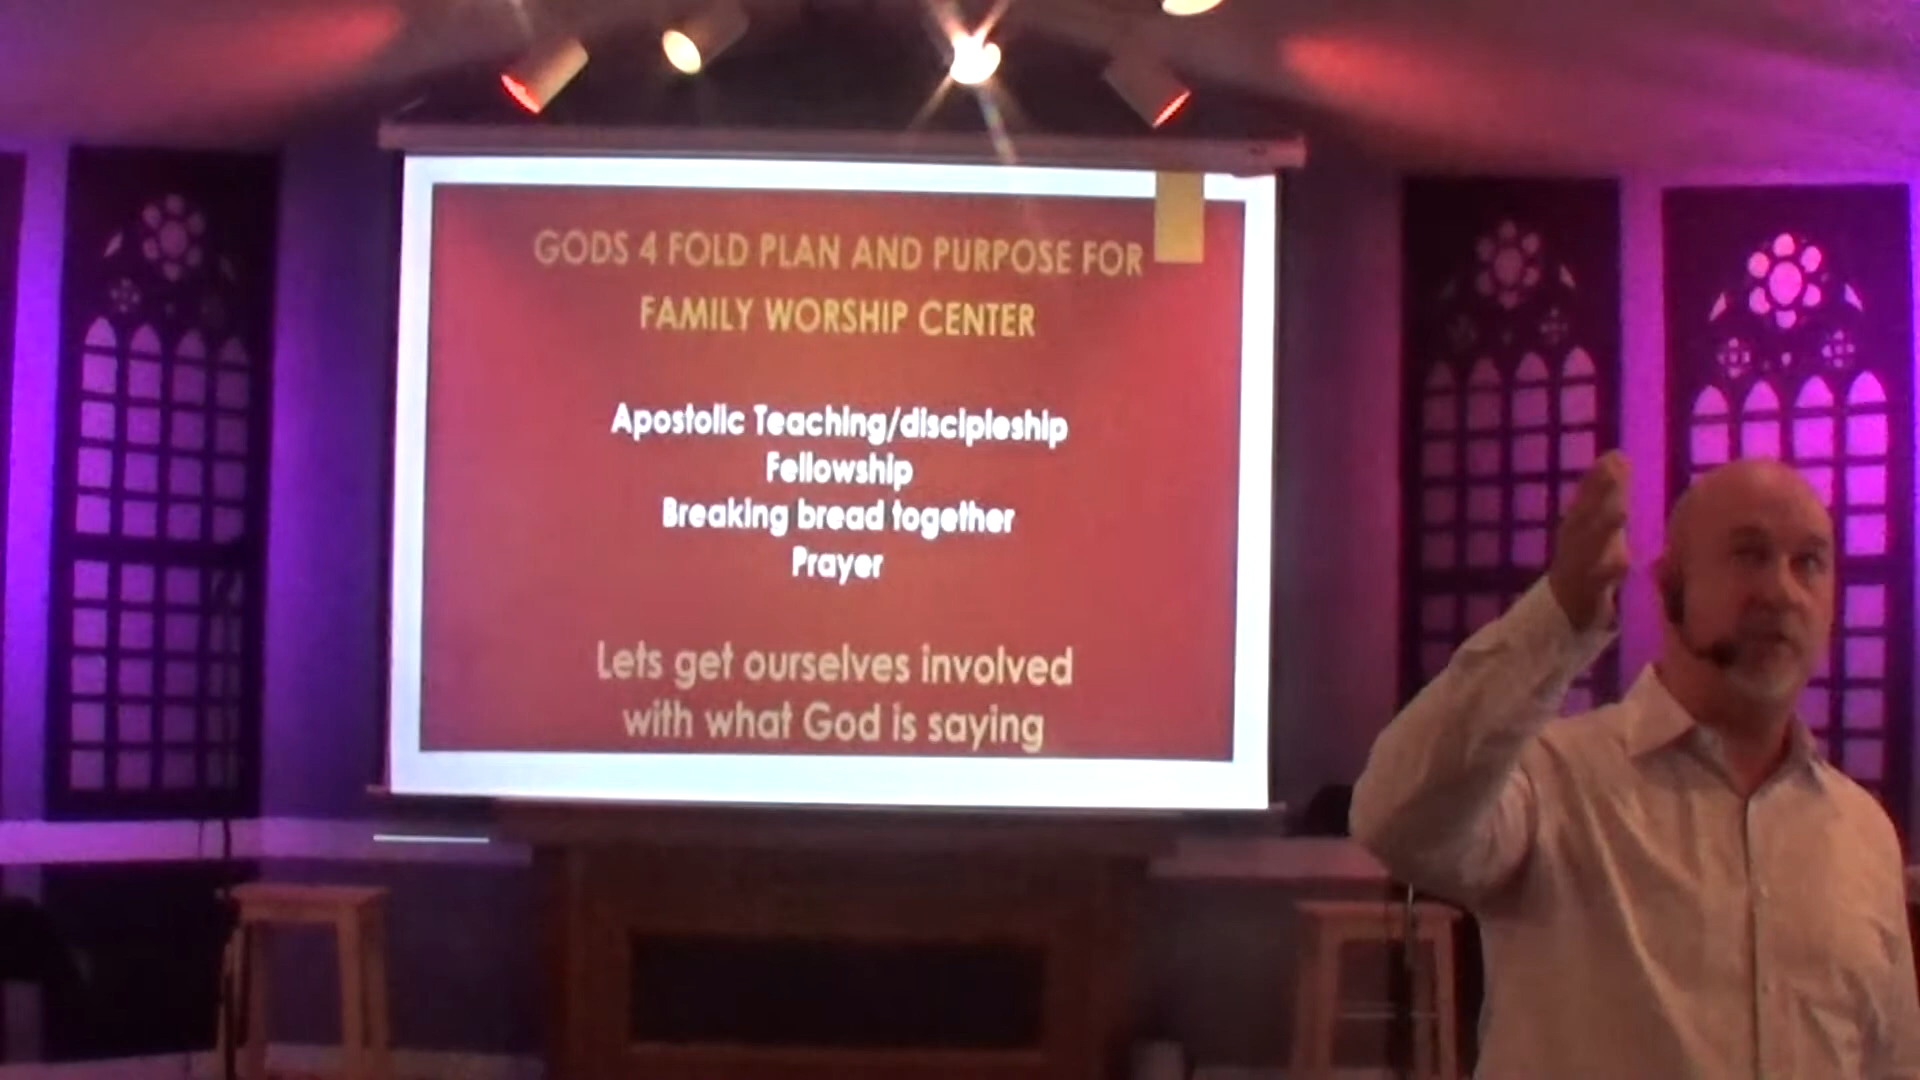 GODS 4 FOLD PLAN AND PURPOSE FOR
FAMILY WORSHIP CENTER
Apostolic Teaching/discipleship
Fellowship
Breaking bread together
Prayer
Lets get ourselves involved
with what God is saying